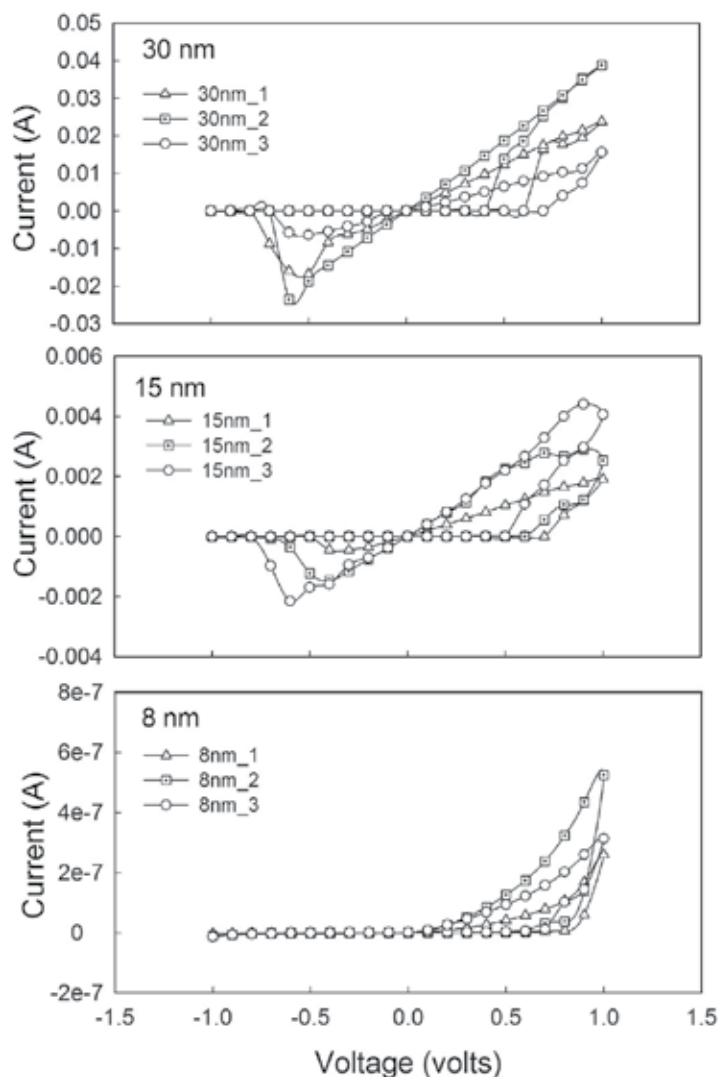 30 nm
30nm_1
30nm_2
30nm_3
Current (A)
0.05
0.04
0.03
0.02
0.01
0.00
-0.01
-0.02
-0.03
15 nm
15nm_1
15nm_2
15nm_3
Current (A)
0.006
0.004
0.002
0.000
-0.002
-0.004
8 nm
8nm_1
8nm_2
8nm_3
Current (A)
8e-7
6e-7
4e-7
2e-7
0
-2e-7
-1.5 -1.0 -0.5 0.0 0.5 1.0 1.5
Voltage (volts)